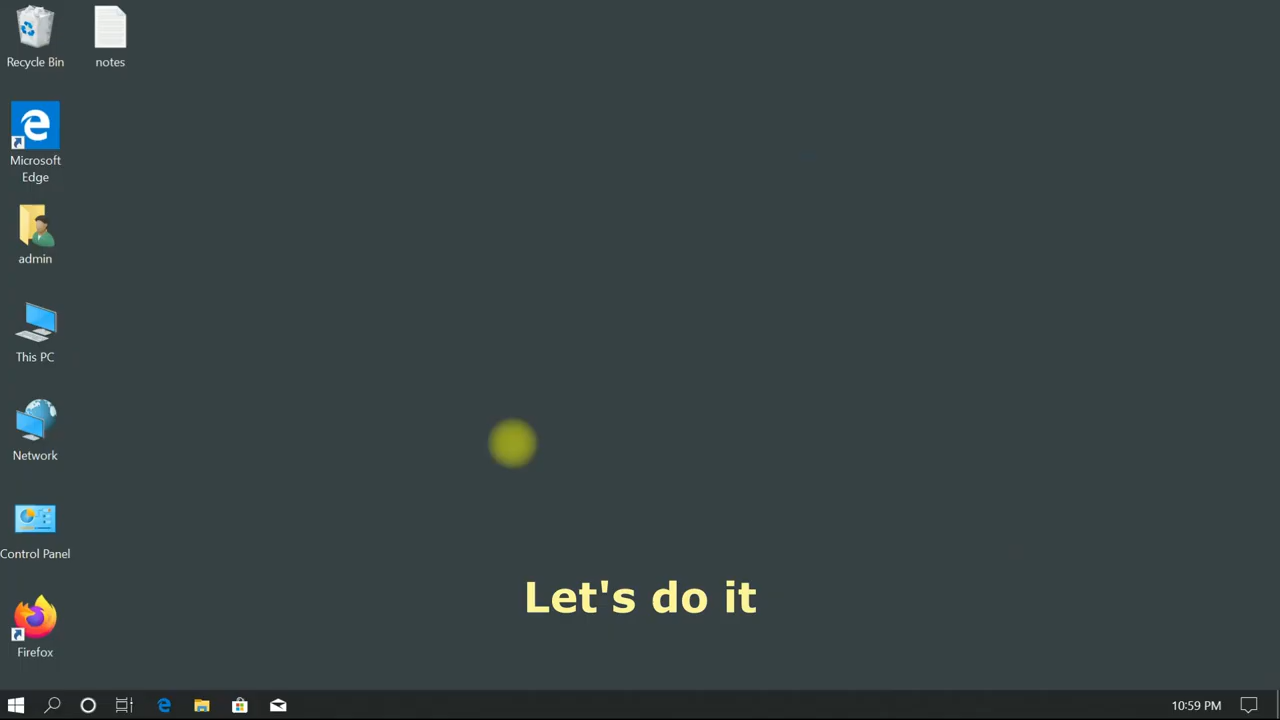 Recycle Bin
notes
Microsoft
Edge
admin
This PC
Network
Control Panel
Firefox
Let's do it
10:59 PM